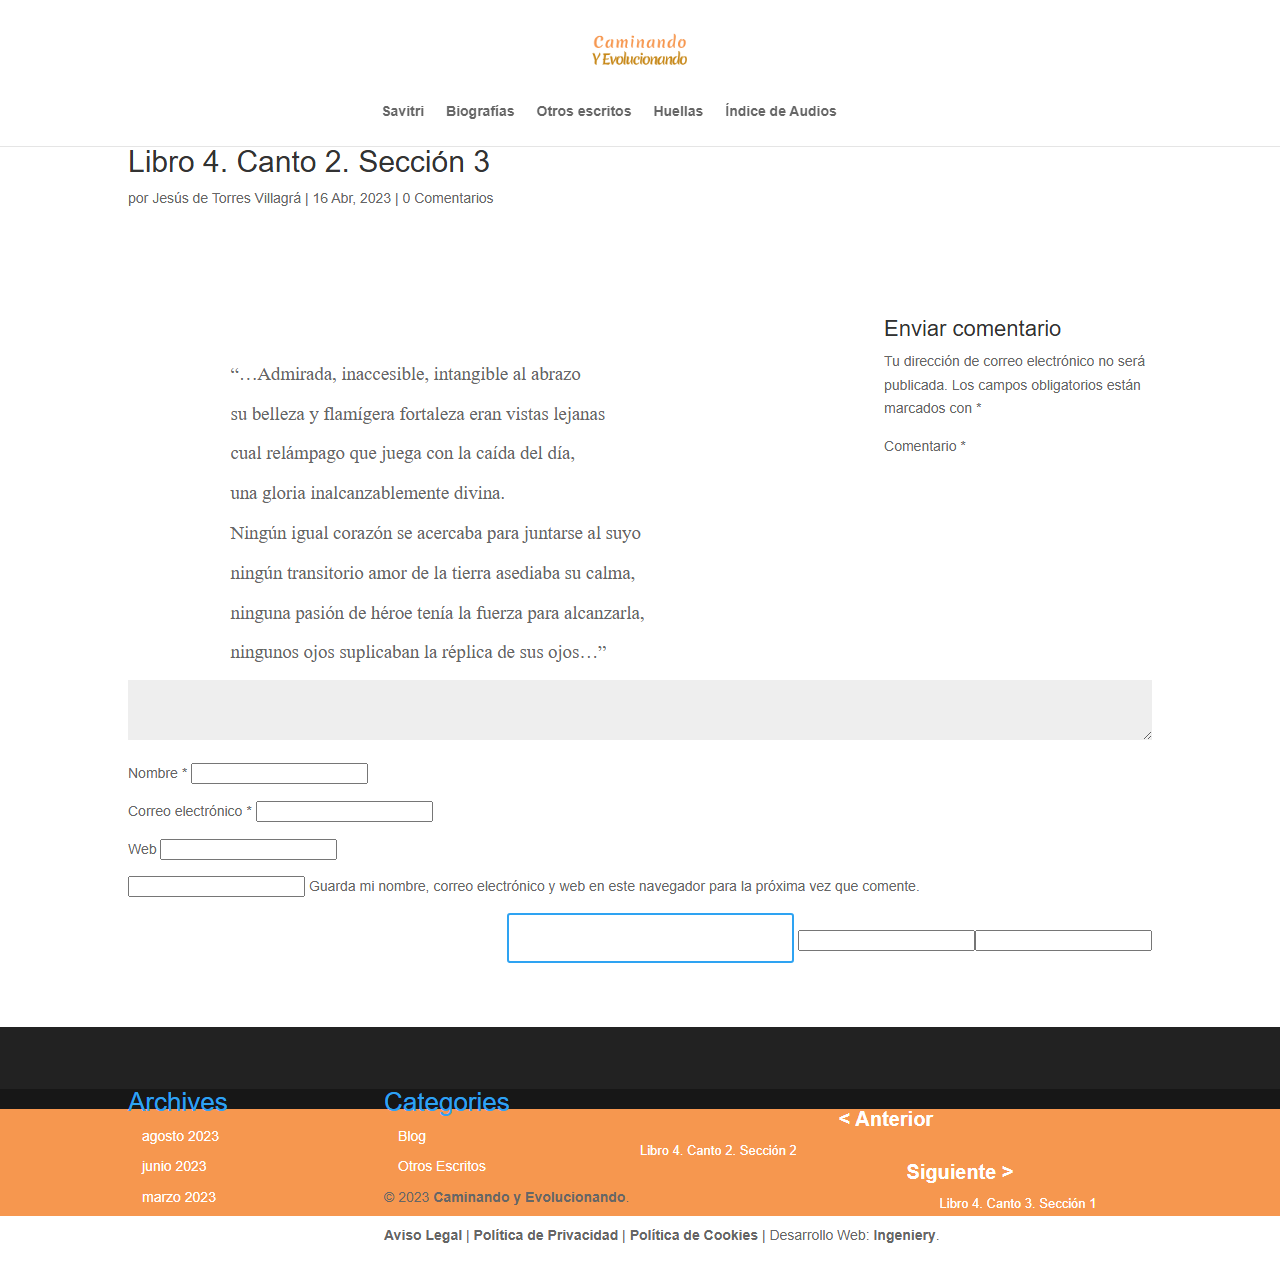 Caminando
Y Evolucionando
Savitri
Biografías
Otros escritos
Huellas
Índice de Audios
Libro 4. Canto 2. Sección 3
por Jesús de Torres Villagrá | 16 Abr, 2023 | 0 Comentarios
“…Admirada, inaccesible, intangible al abrazo
su belleza y flamígera fortaleza eran vistas lejanas
cual relámpago que juega con la caída del día,
una gloria inalcanzablemente divina.
Ningún igual corazón se acercaba para juntarse al suyo
ningún transitorio amor de la tierra asediaba su calma,
ninguna pasión de héroe tenía la fuerza para alcanzarla,
ningunos ojos suplicaban la réplica de sus ojos…”
Enviar comentario
Tu dirección de correo electrónico no será
publicada. Los campos obligatorios están
marcados con *
Comentario *
Nombre *
Correo electrónico *
Web
Guarda mi nombre, correo electrónico y web en este navegador para la próxima vez que comente.
Archives
agosto 2023
junio 2023
marzo 2023
Categories
Blog
Otros Escritos
< Anterior
Libro 4. Canto 2. Sección 2
Siguiente >
Libro 4. Canto 3. Sección 1
© 2023 Caminando y Evolucionando.
Aviso Legal | Política de Privacidad | Política de Cookies | Desarrollo Web: Ingeniery.